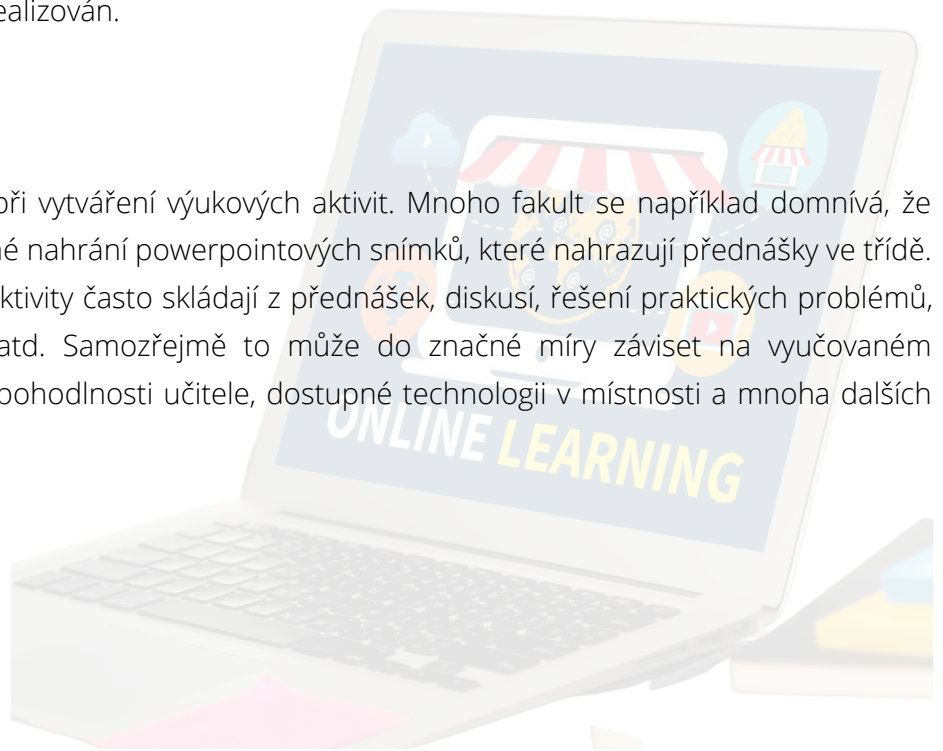 ealizován.
ři vytváření výukových aktivit. Mnoho fakult se například domnívá, že
né nahrání powerpointových snímků, které nahrazují přednášky ve třídě.
ktivity často skládají z přednášek, diskusí, řešení praktických problémů,
atd. Samozřejmě to může do značné míry záviset na vyučovaném
pohodlnosti učitele, dostupné technologii v místnosti a mnoha dalších
ONLINE LEARNING